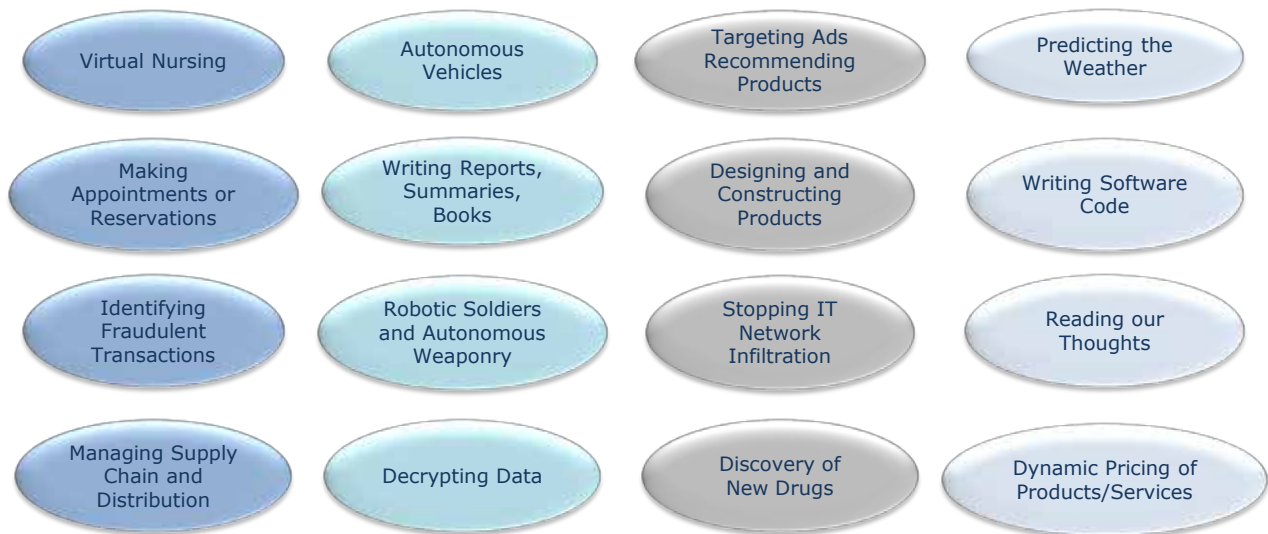 Virtual Nursing
Autonomous
Vehicles
Targeting Ads
Recommending
Products
Predicting the
Weather
Making
Appointments or
Reservations
Writing Reports,
Summaries,
Books
Designing and
Constructing
Products
Writing Software
Code
Identifying
Fraudulent
Transactions
Robotic Soldiers
and Autonomous
Weaponry
Stopping IT
Network
Infiltration
Reading our
Thoughts
Managing Supply
Chain and
Distribution
Decrypting Data
Discovery of
New Drugs
Dynamic Pricing of
Products/Services